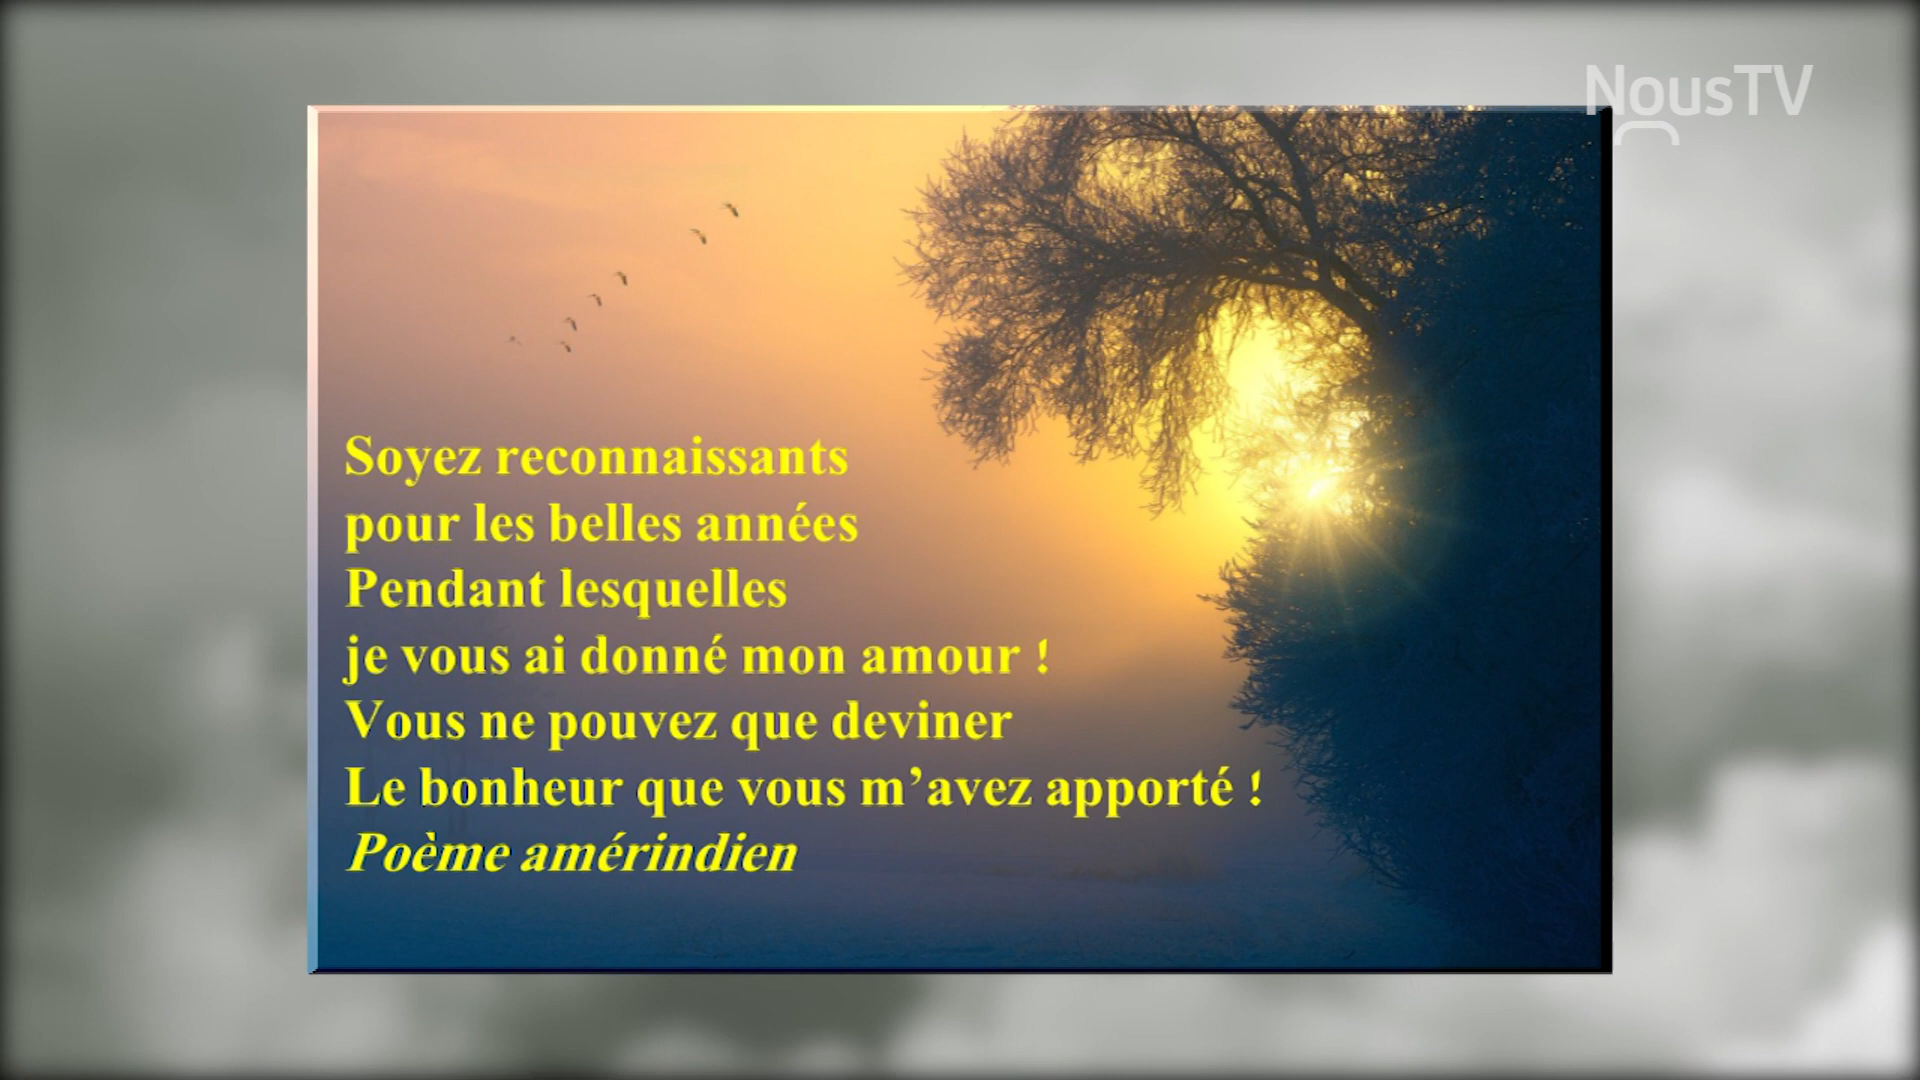 NousTV
Soyez reconnaissants
pour les belles années
Pendant lesquelles
je vous ai donné mon amour !
Vous ne pouvez que deviner
Le bonheur que vous m’avez apporté !
Poème amérindien